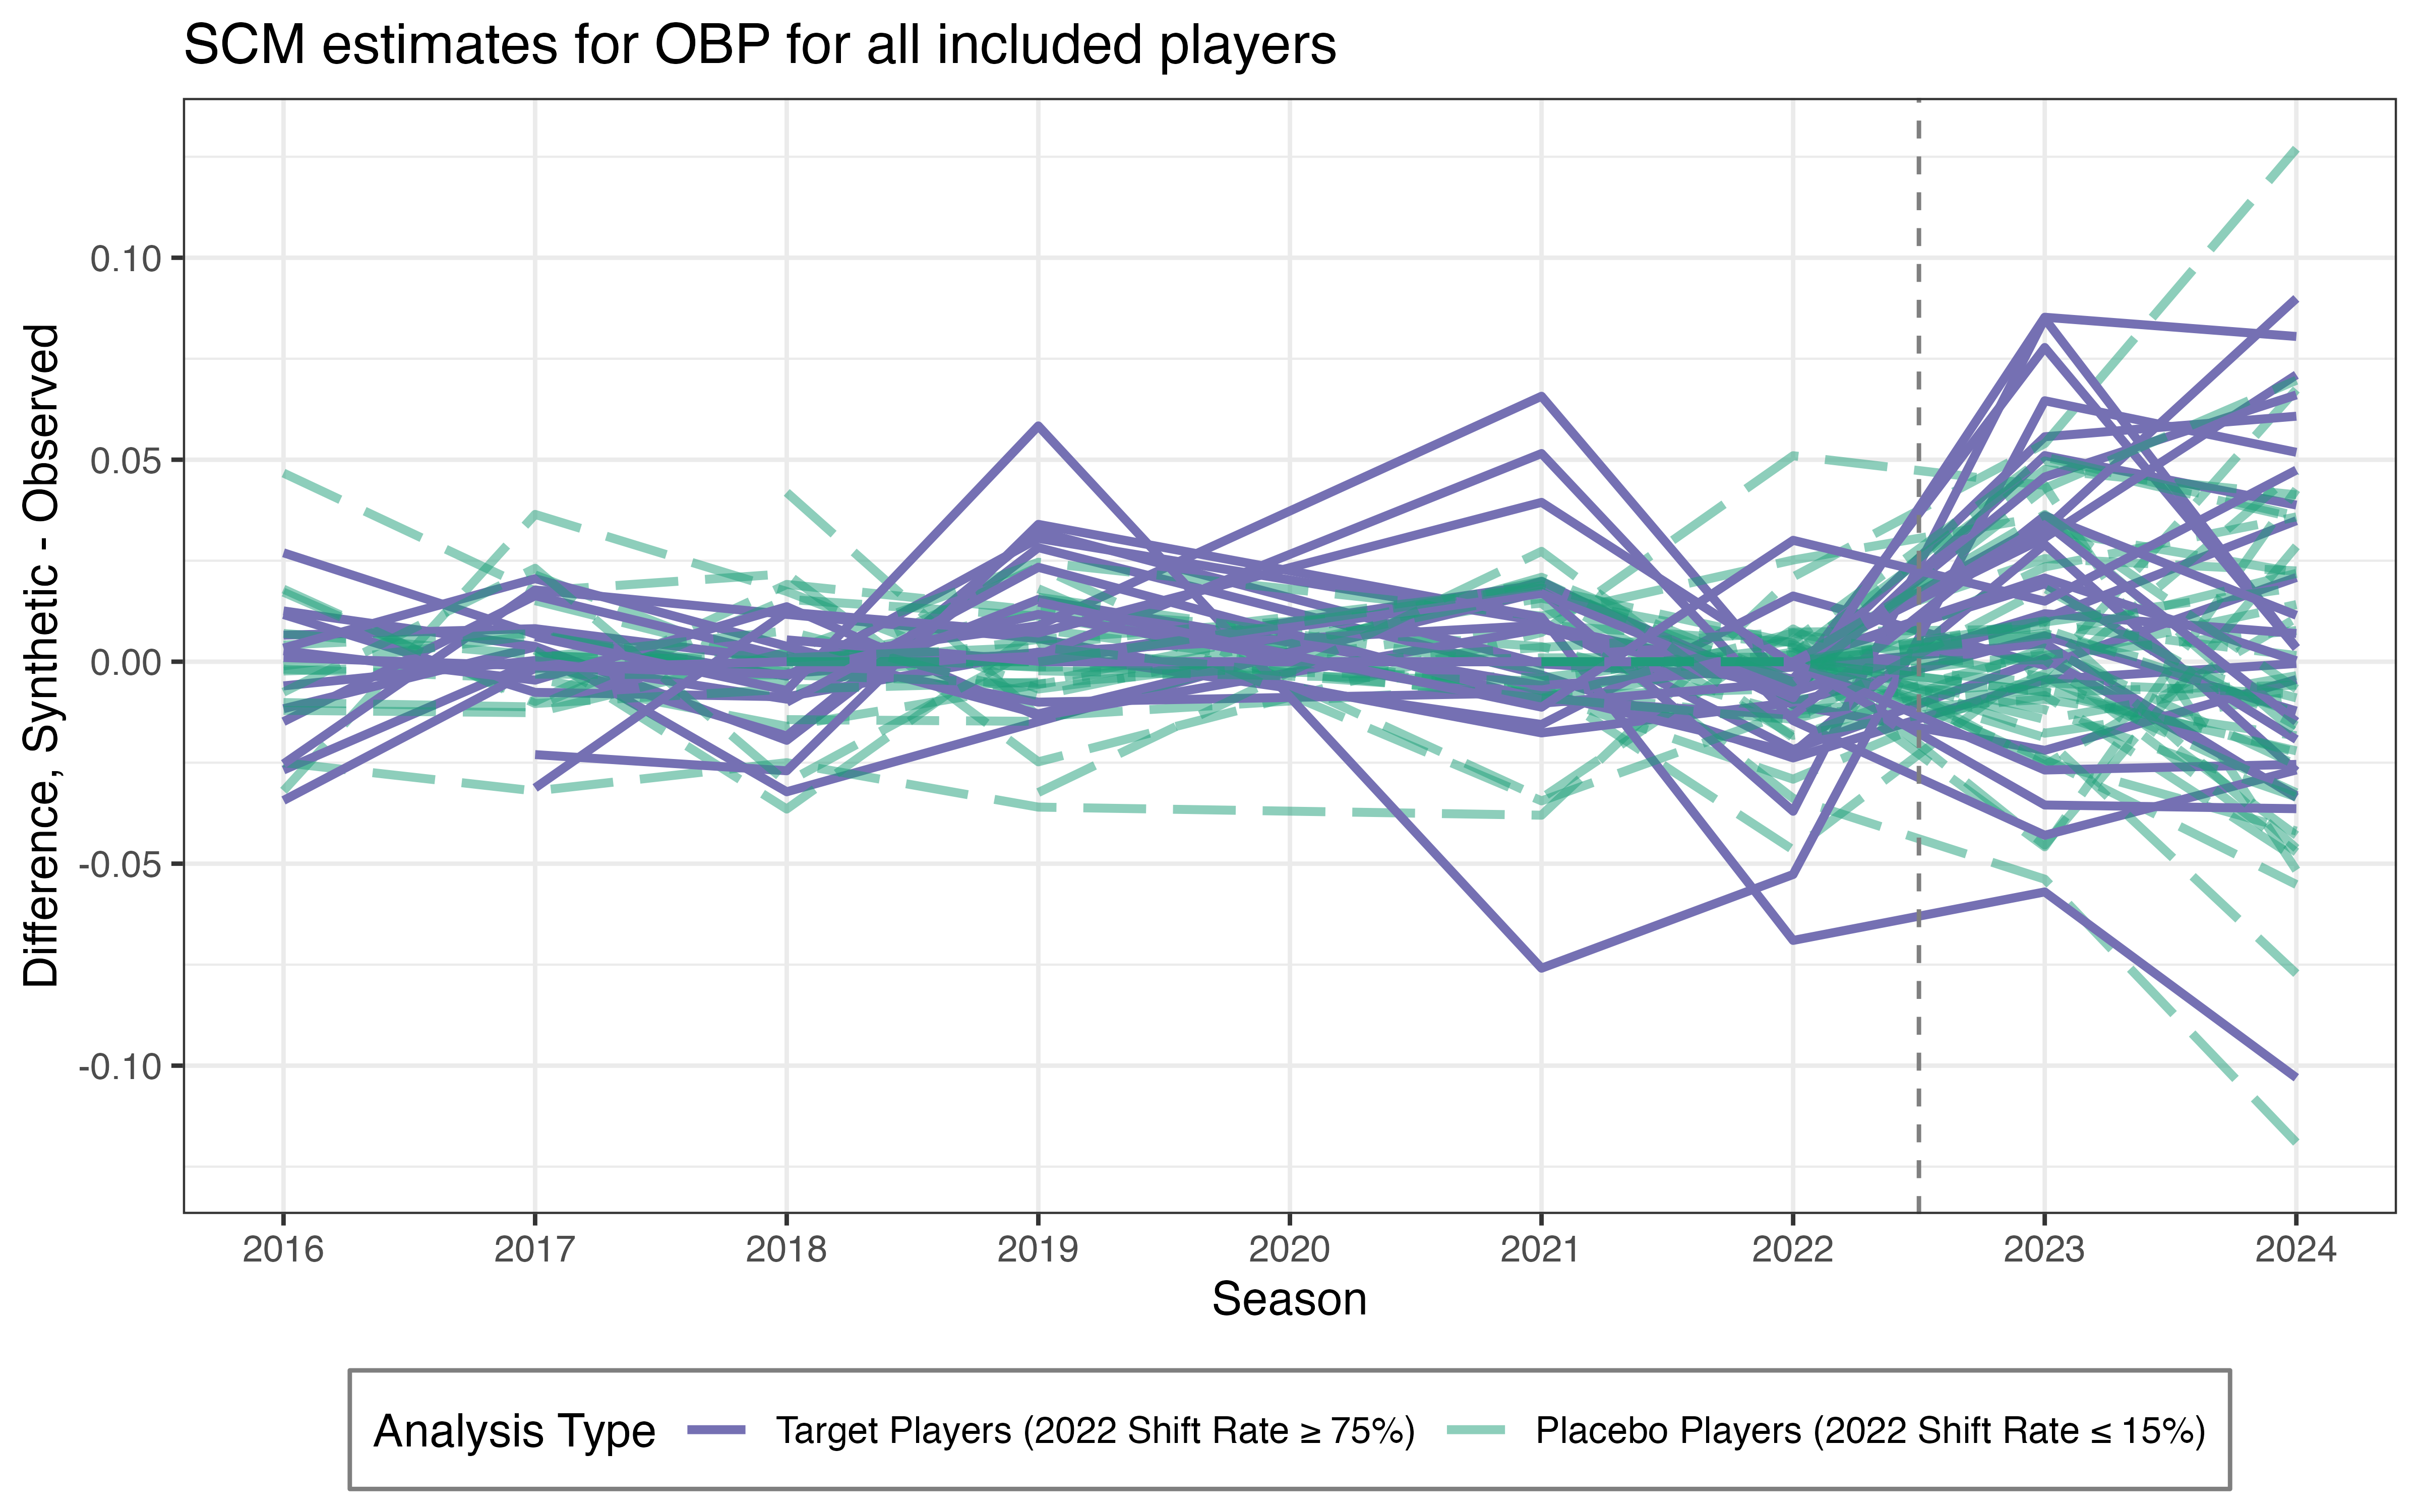 SCM estimates for OBP for all included players
Difference, Synthetic - Observed
0.10
0.05
0.00
-0.05
-0.10
2016 2017 2018 2019 2020 2021 2022 2023 2024
Season
Analysis Type Target Players (2022 Shift Rate ≥ 75%) Placebo Players (2022 Shift Rate ≤ 15%)